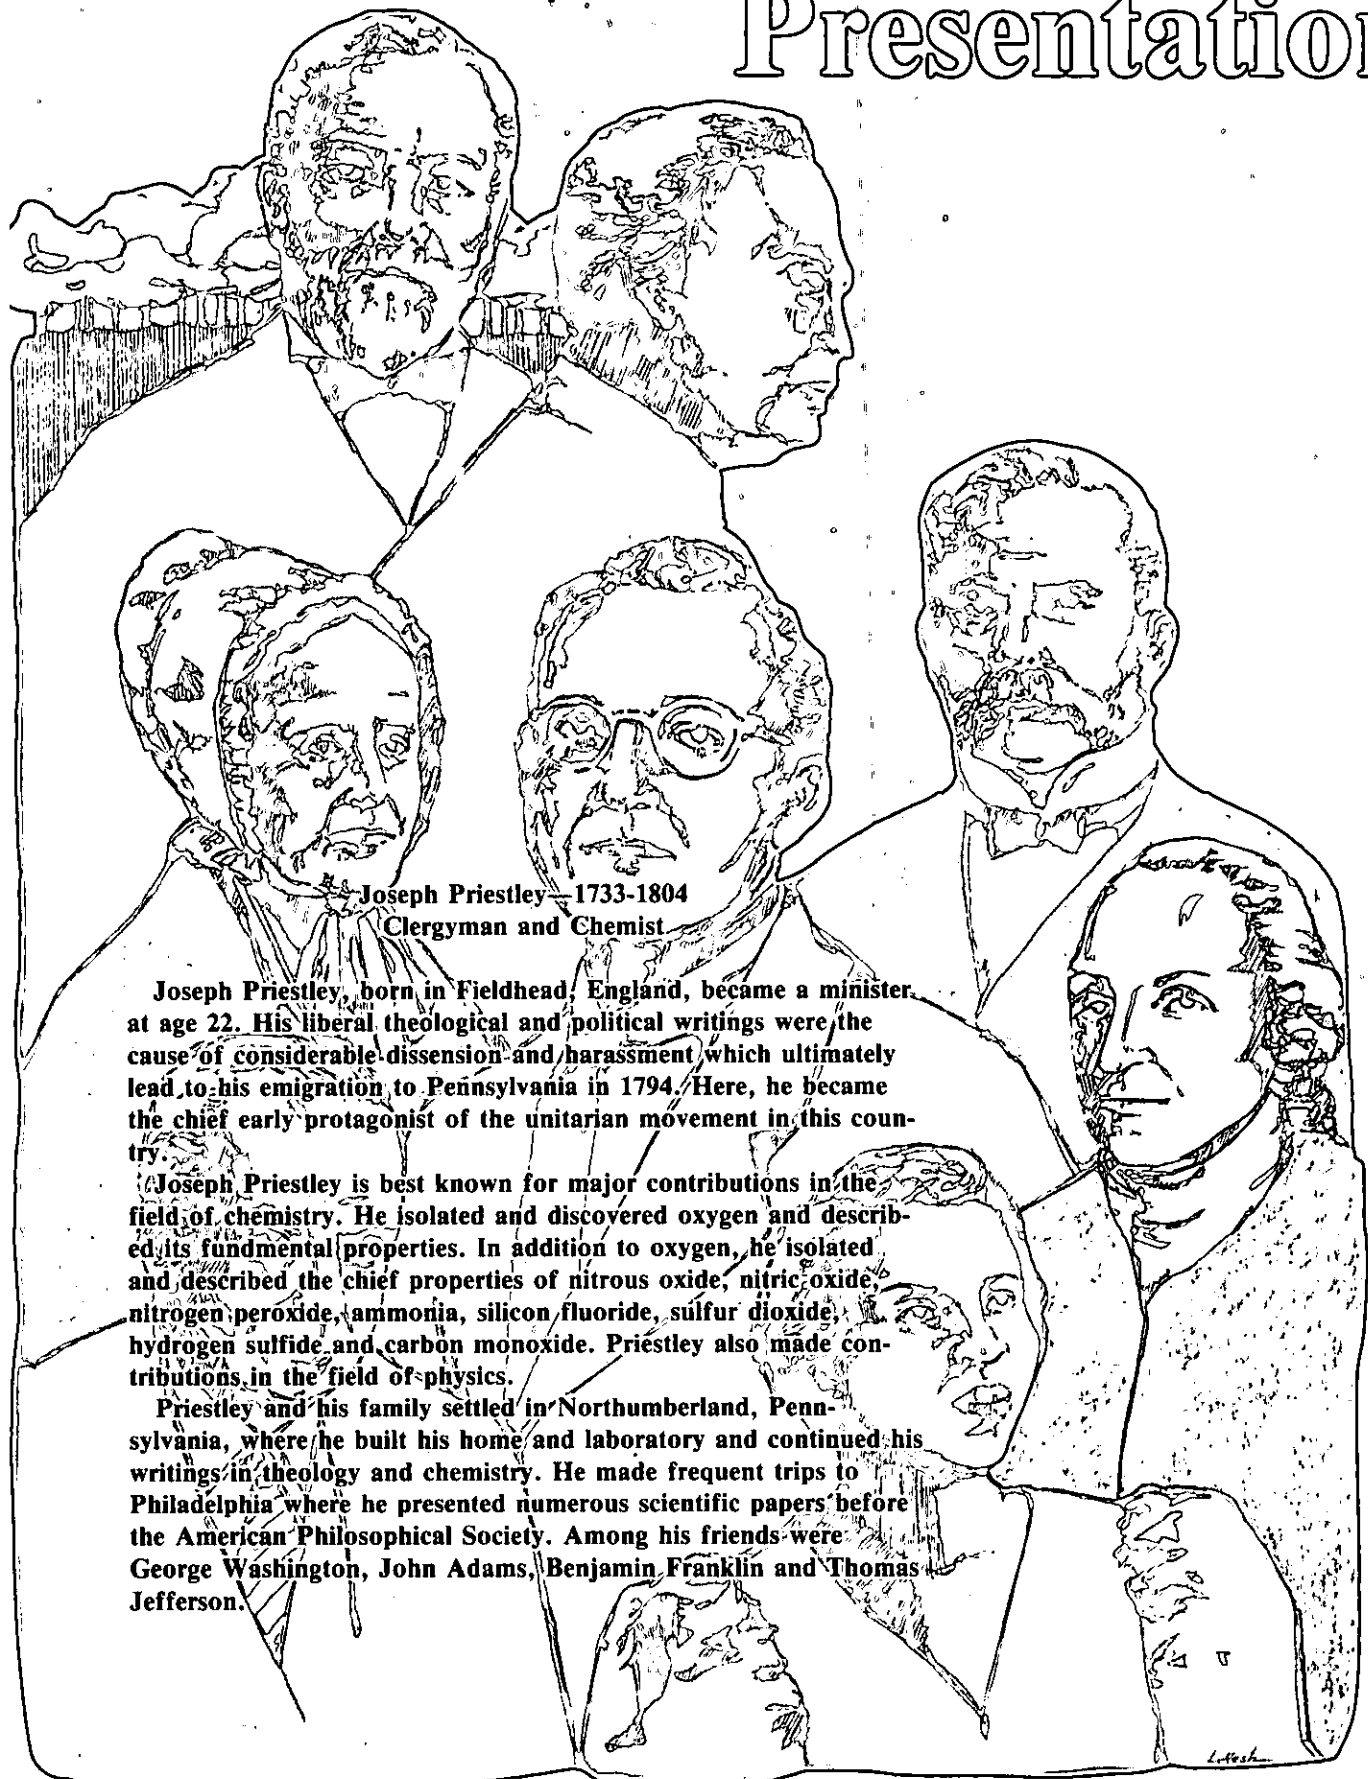 Presentation
Joseph Priestley—1733-1804
Clergyman and Chemist
Joseph Priestley, born in Fieldhead, England, became a minister
at age 22. His liberal theological and political writings were the
cause of considerable dissension and harassment which ultimately
lead to his emigration to Pennsylvania in 1794. Here, he became
the chief early protagonist of the unitarian movement in this coun-
try.
Joseph Priestley is best known for major contributions in the
field of chemistry. He isolated and discovered oxygen and describ-
ed its fundmental properties. In addition to oxygen, he isolated
and described the chief properties of nitrous oxide, nitric oxide,
nitrogen peroxide, ammonia, silicon fluoride, sulfur dioxide,
hydrogen sulfide and carbon monoxide. Priestley also made con-
tributions in the field of physics.
Priestley and his family settled in Northumberland, Penn-
sylvania, where he built his home and laboratory and continued his
writings in theology and chemistry. He made frequent trips to
Philadelphia where he presented numerous scientific papers before
the American Philosophical Society. Among his friends were
George Washington, John Adams, Benjamin Franklin and Thomas
Jefferson.